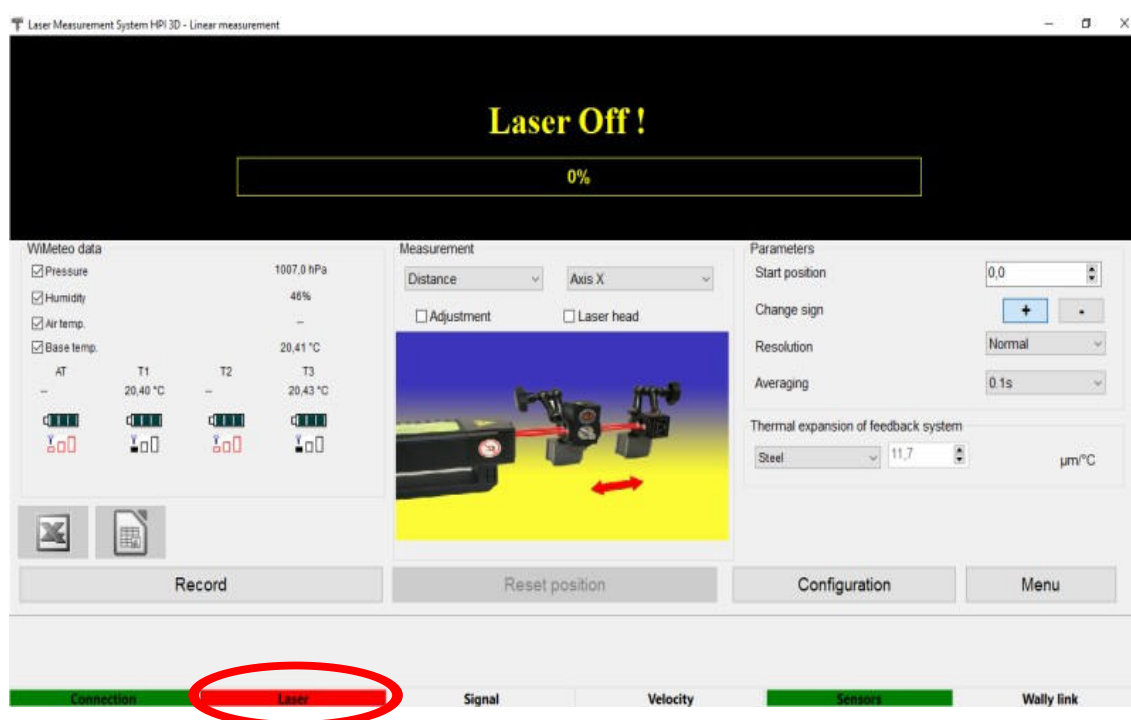 Laser Measurement System HPI 3D - Linear measurement
Laser Off !
0%
WiMeteo data
Pressure 1007,0 hPa
Humidity 46%
Air temp. --
Base temp. 20,41 °C
AT T1 T2 T3
-- 20,40 °C -- 20,43 °C
Measurement
Distance Axis X
Adjustment Laser head
Parameters
Start position 0,0
Change sign + -
Resolution Normal
Averaging 0.1s
Thermal expansion of feedback system
Steel 11,7 µm/°C
Record Reset position Configuration Menu
Connection Laser Signal Velocity Sensors Wally link